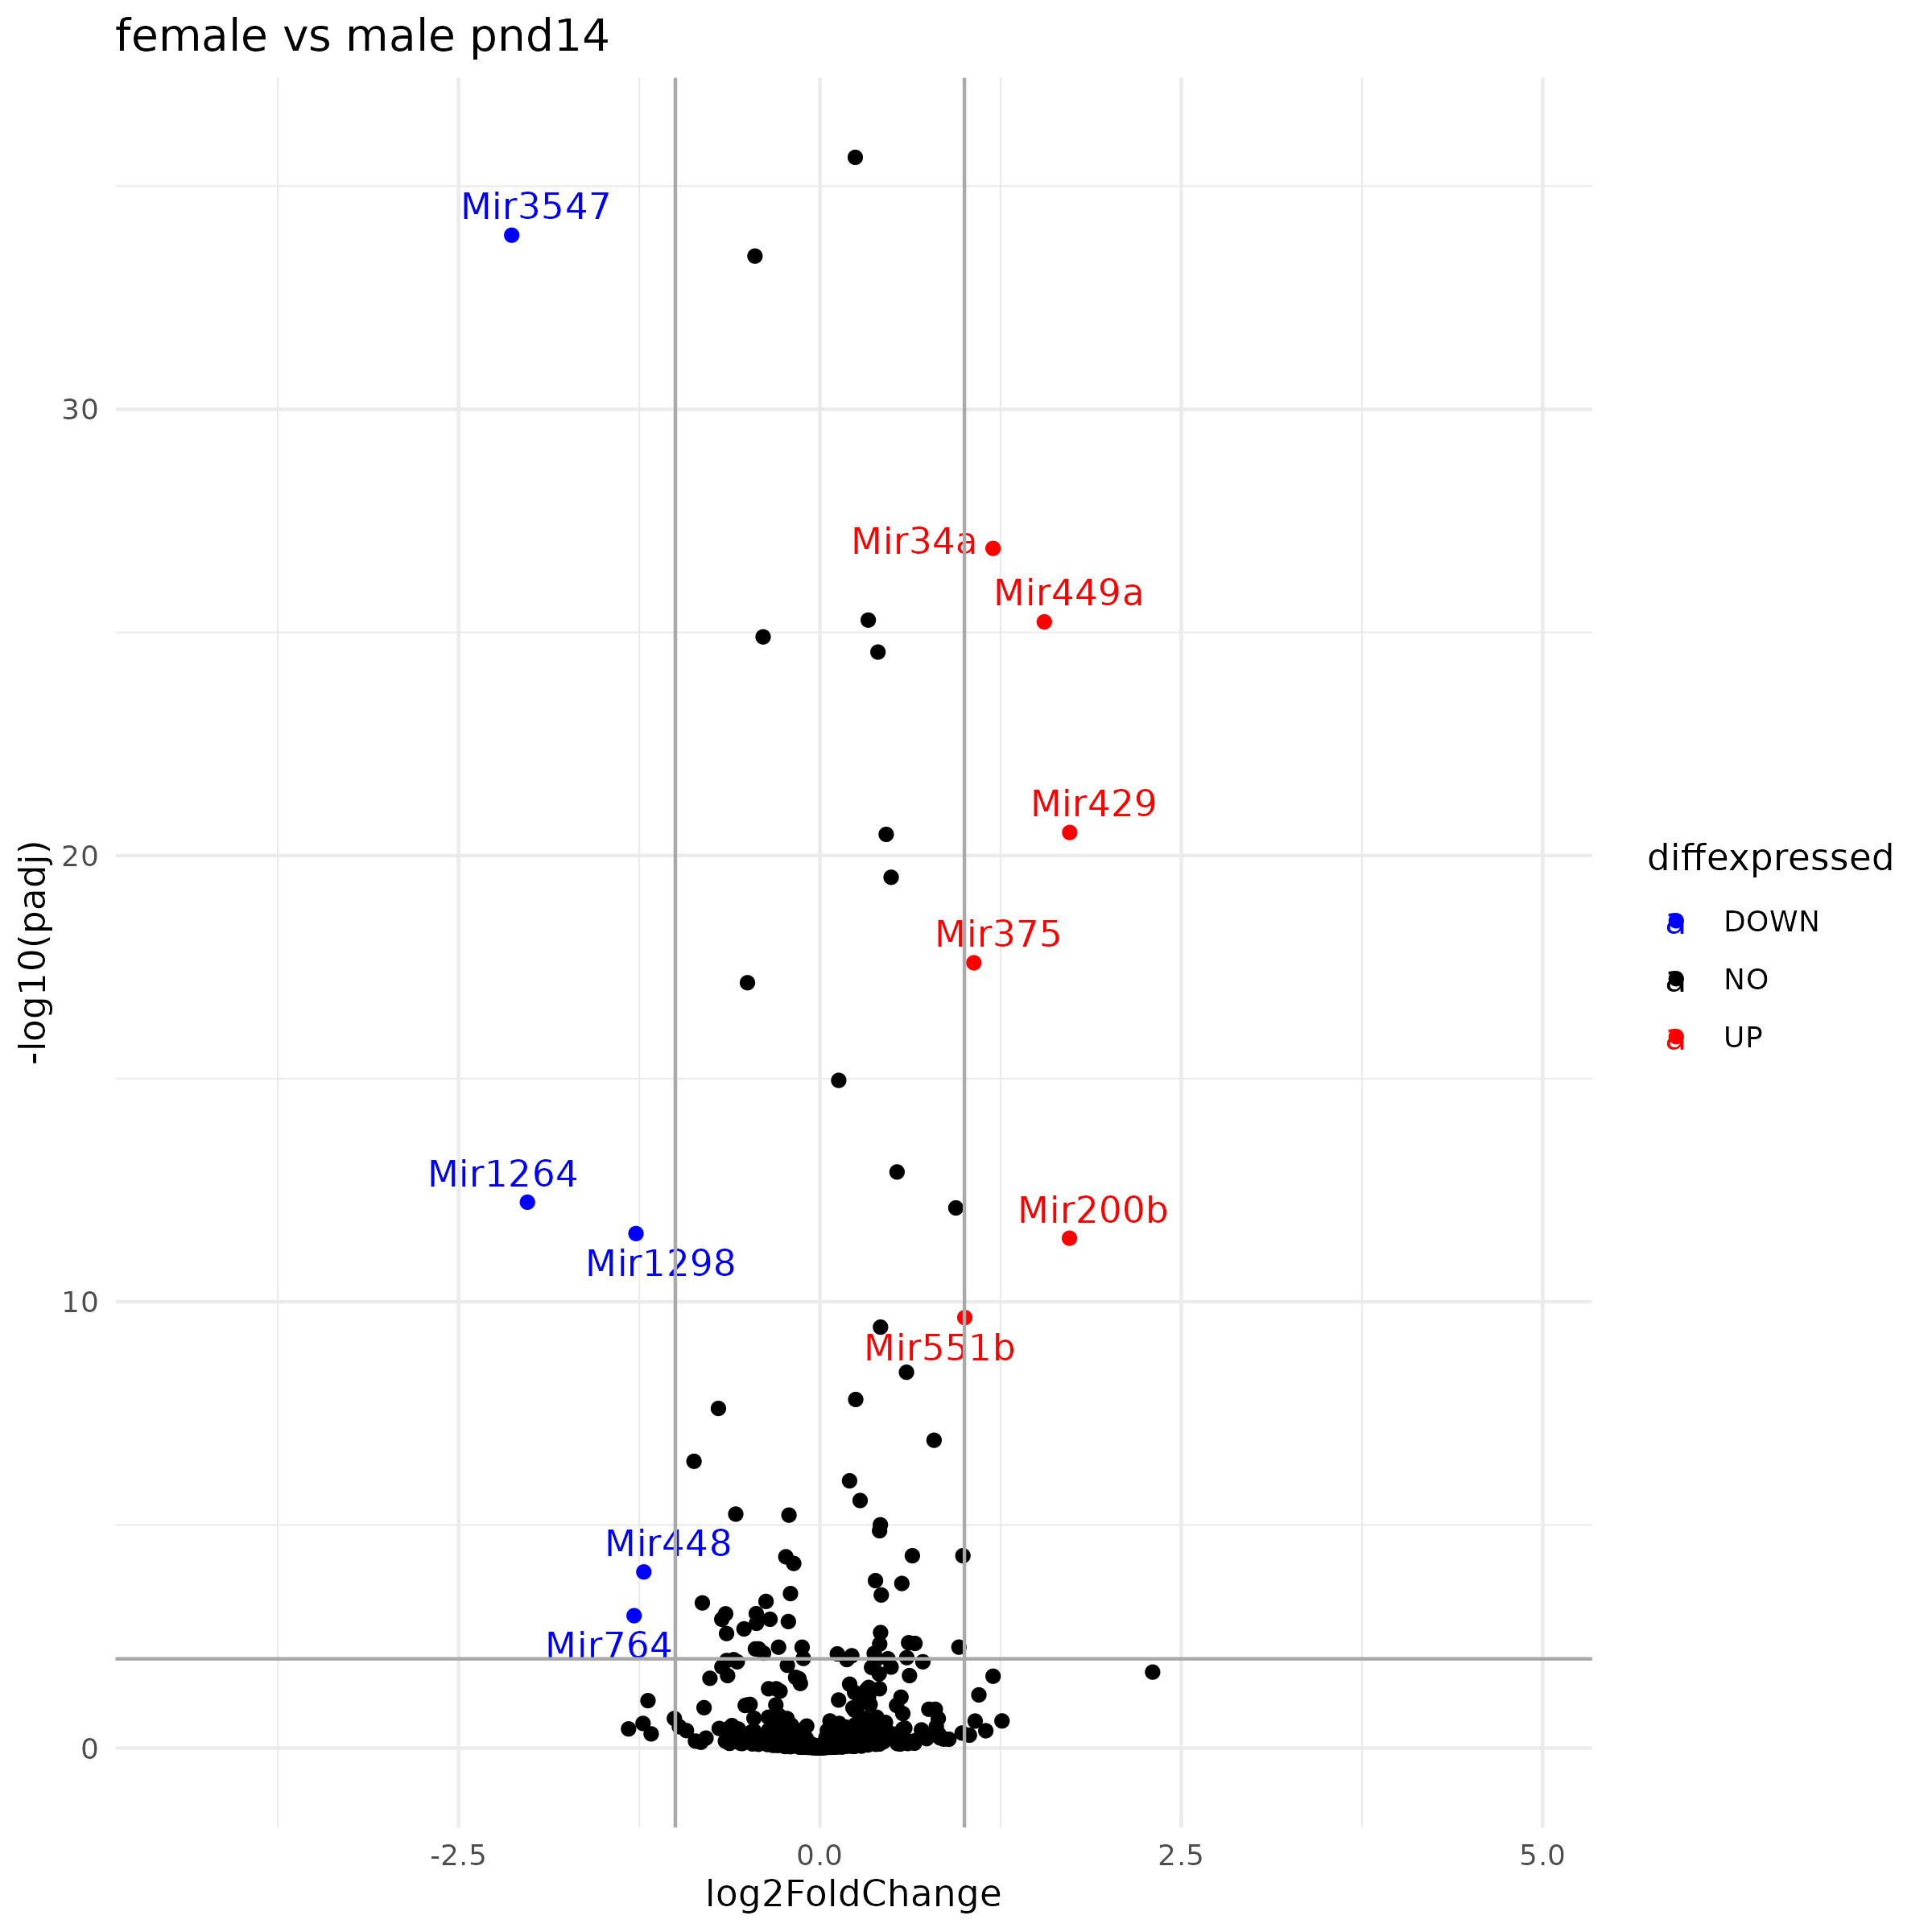 female vs male pnd14
Mir3547
30
Mir34a
Mir449a
Mir429
20
Mir375
Mir1264
Mir200b
Mir1298
10
Mir551b
Mir448
Mir764
0
-log10(padj)
-2.5
0.0
2.5
5.0
log2FoldChange
diffexpressed
a DOWN
a NO
a UP